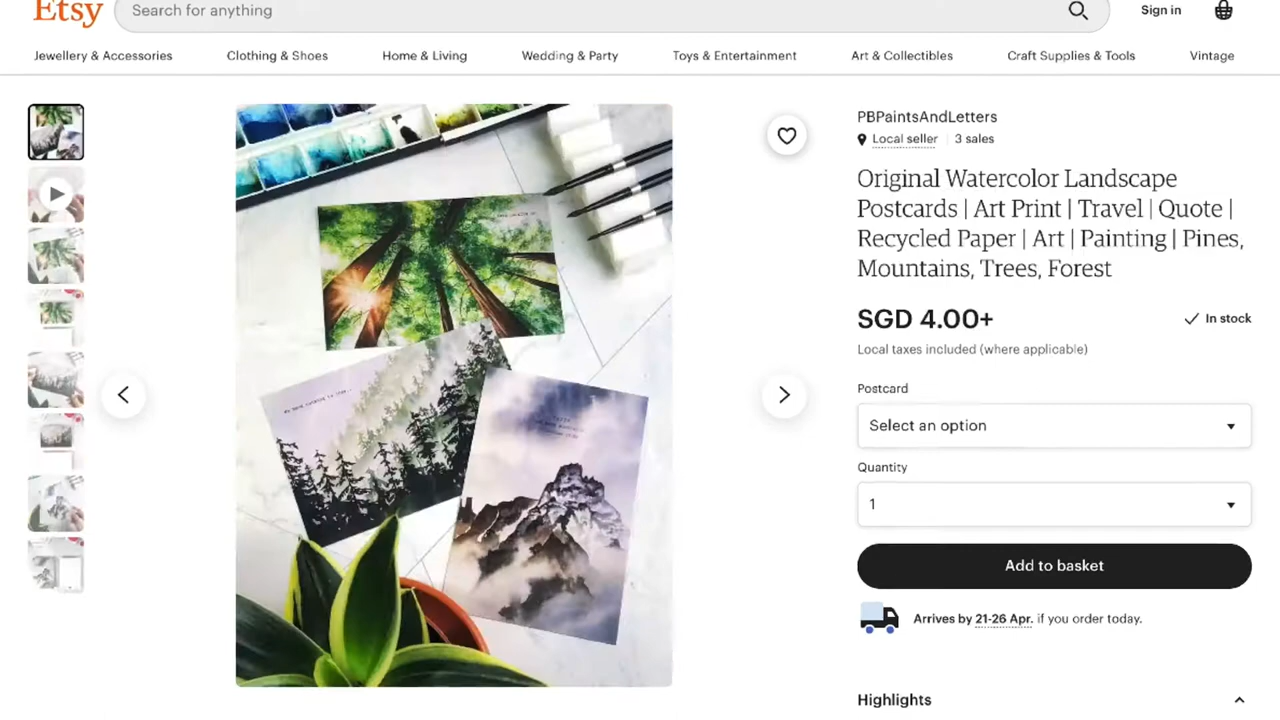 Etsy
Search for anything
Sign in
Jewellery & Accessories
Clothing & Shoes
Home & Living
Wedding & Party
Toys & Entertainment
Art & Collectibles
Craft Supplies & Tools
Vintage
PBPaintsAndLetters
Local seller
3 sales
Original Watercolor Landscape
Postcards | Art Print | Travel | Quote |
Recycled Paper | Art | Painting | Pines,
Mountains, Trees, Forest
SGD 4.00+
In stock
Local taxes included (where applicable)
Postcard
Select an option
Quantity
1
Add to basket
Arrives by 21-26 Apr. if you order today.
Highlights